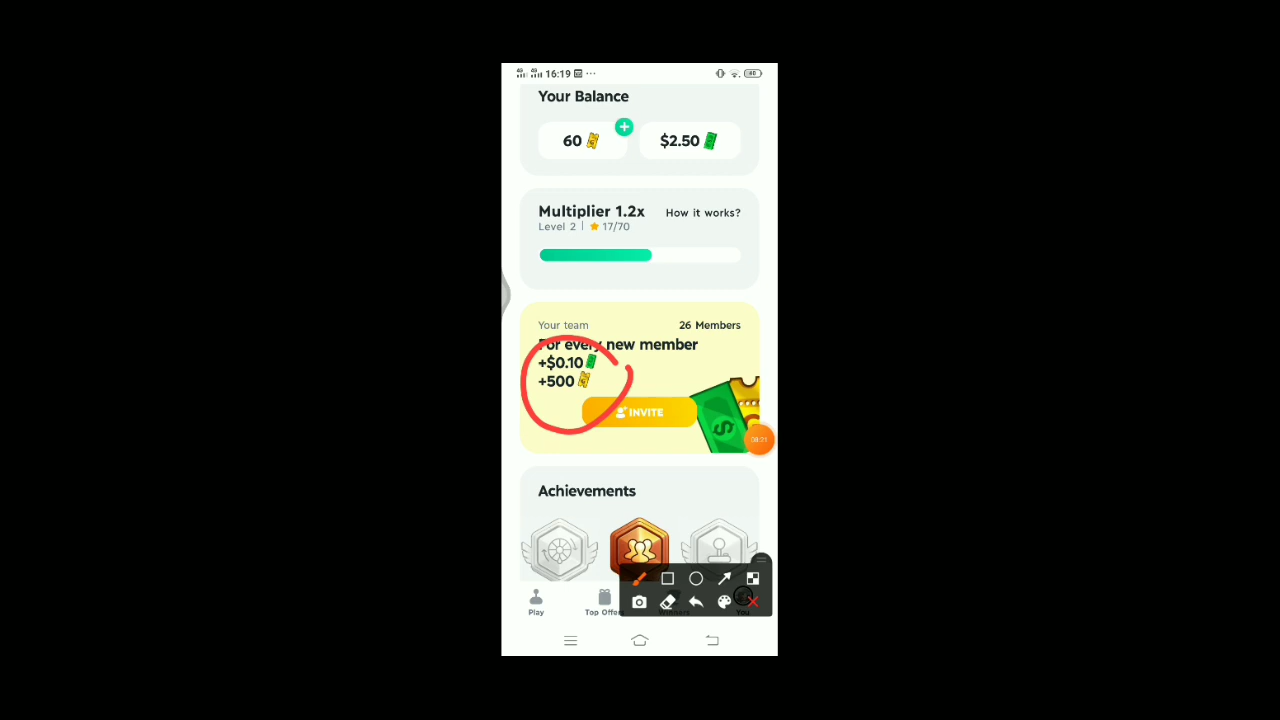 16:19
Your Balance
60
$2.50
Multiplier 1.2x
How it works?
Level 2 | 17/70
Your team
26 Members
For every new member
+$0.10
+500
INVITE
Achievements
Play
Top Offers
Winners
You